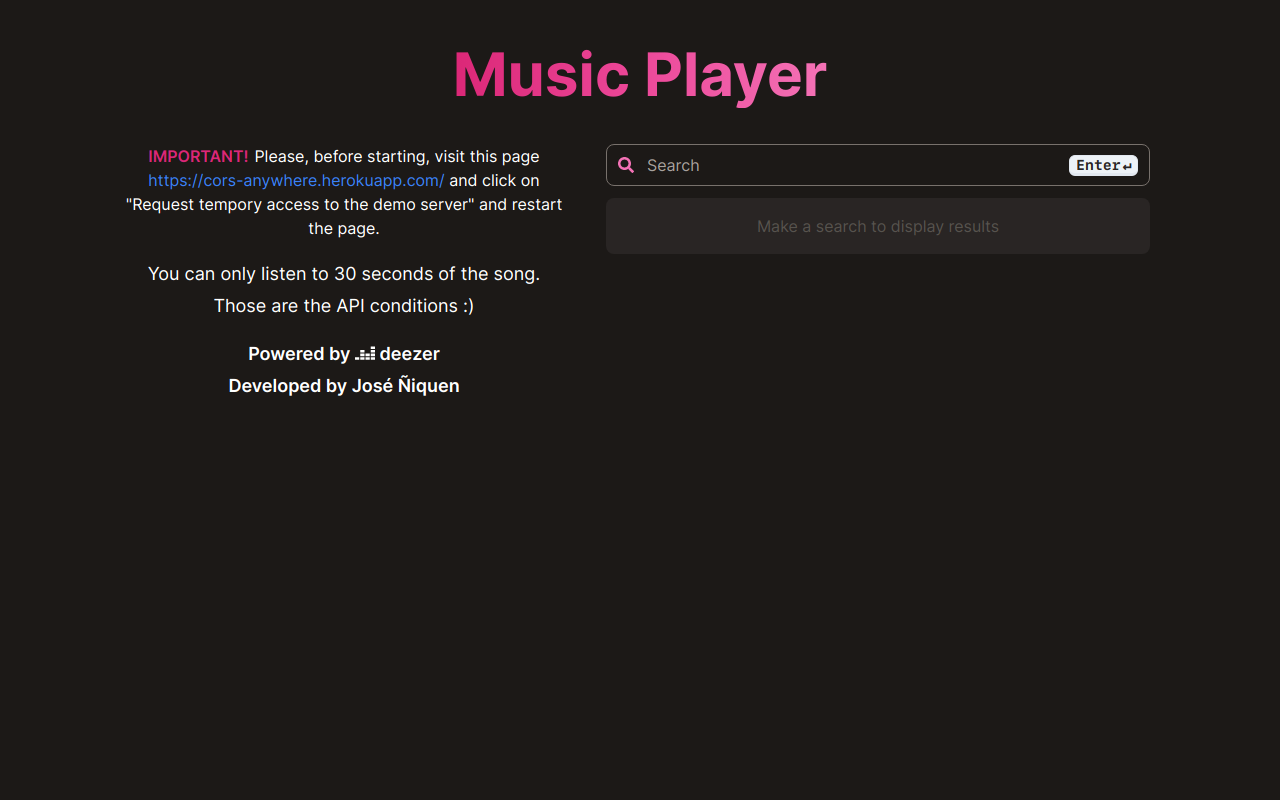 Music Player
IMPORTANT! Please, before starting, visit this page
https://cors-anywhere.herokuapp.com/ and click on
"Request tempory access to the demo server" and restart
the page.
You can only listen to 30 seconds of the song.
Those are the API conditions :)
Powered by deezer
Developed by José Ñiquen
Search
Enter↵
Make a search to display results